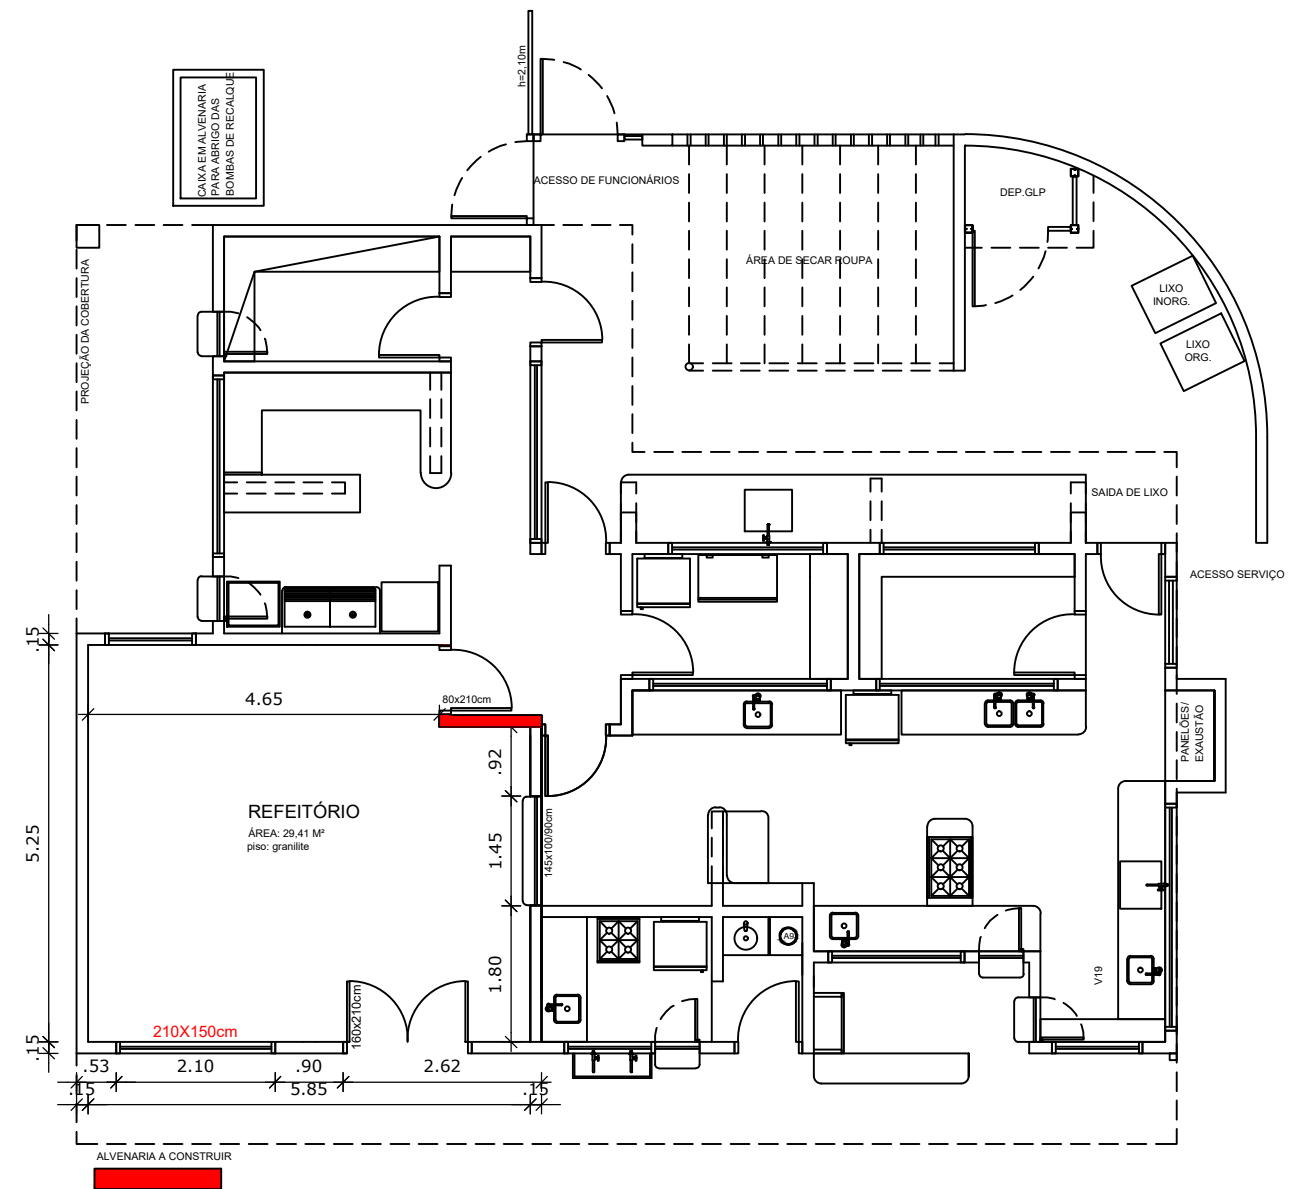 h=2,10m
CAIXA EM ALVENARIA
PARA ABRIGO DAS
BOMBAS DE RECALQUE
ACESSO DE FUNCIONÁRIOS
DEP.GLP
ÁREA DE SECAR ROUPA
PROJEÇÃO DA COBERTURA
LIXO
INORG.
LIXO
ORG.
SAIDA DE LIXO
ACESSO SERVIÇO
.15
4.65
80x210cm
PANELÕES/
EXAUSTÃO
.92
REFEITÓRIO
ÁREA: 29,41 M²
piso: granilite
5.25
1.45
145x100/90cm
1.80
V19
210X150cm
160x210cm
.15
.53
2.10
.90
2.62
.15
5.85
.15
ALVENARIA A CONSTRUIR